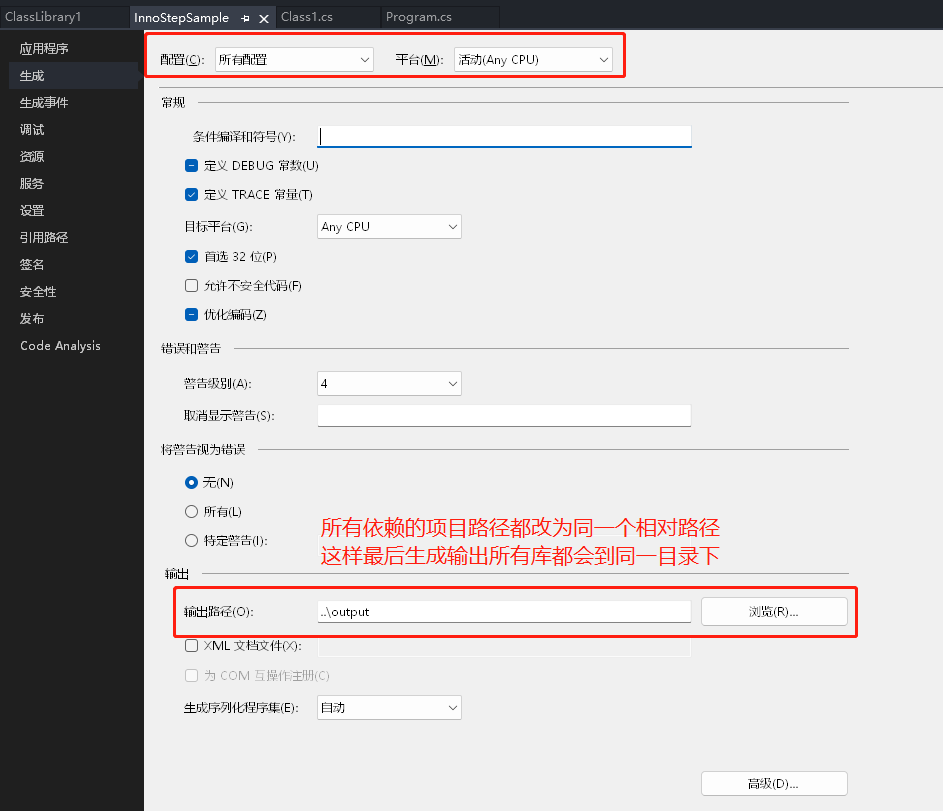 ClassLibrary1
InnoStepSample
Class1.cs
Program.cs
应用程序
生成
生成事件
调试
资源
服务
设置
引用路径
签名
安全性
发布
Code Analysis
配置(C): 所有配置 平台(M): 活动(Any CPU)
常规
条件编译和符号(Y):
定义 DEBUG 常数(U)
定义 TRACE 常量(T)
目标平台(G): Any CPU
首选 32 位(P)
允许不安全代码(F)
优化编码(Z)
错误和警告
警告级别(A): 4
取消显示警告(S):
将警告视为错误
无(N)
所有(L)
特定警告(I):
所有依赖的项目路径都改为同一个相对路径
这样最后生成输出所有库都会到同一目录下
输出
输出路径(O): ..\output 浏览(R)...
XML 文档文件(X):
为 COM 互操作注册(C)
生成序列化程序集(E): 自动
高级(D)...